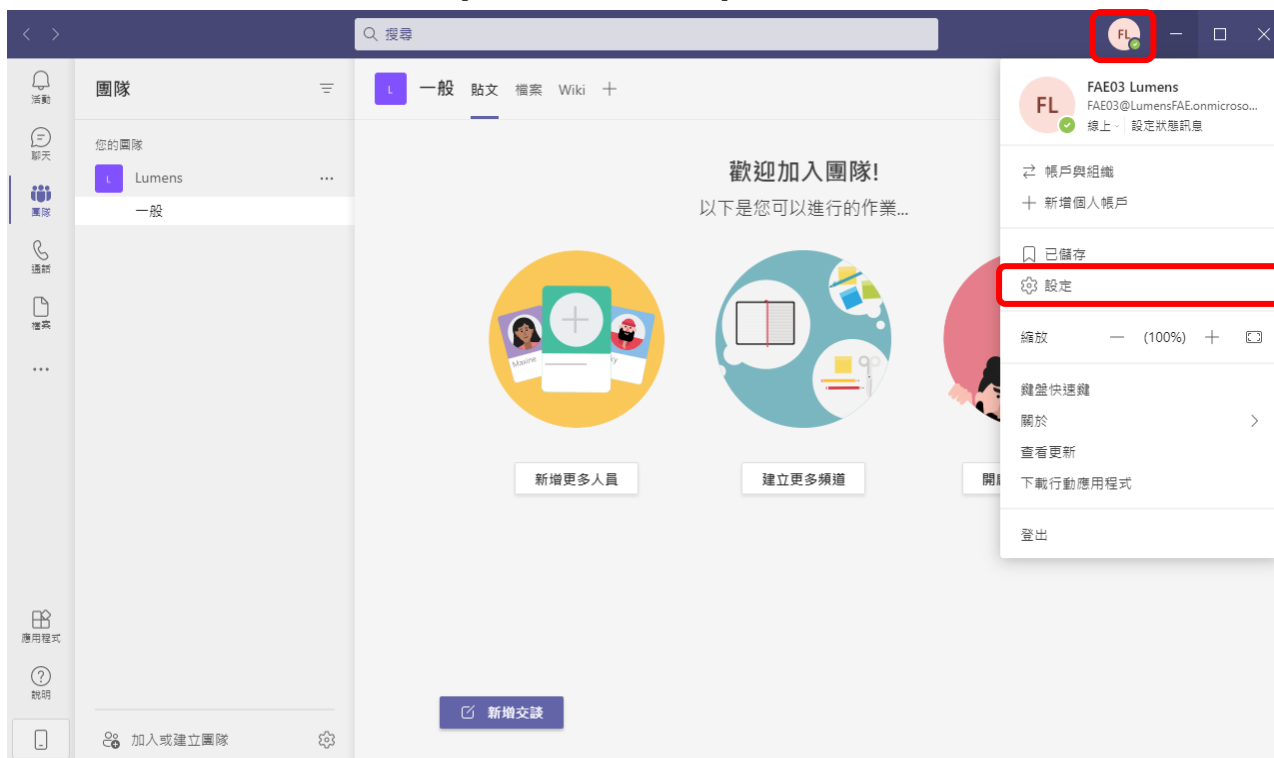 搜尋
FL
活動
聊天
團隊
通話
檔案
應用程式
說明
團隊
您的團隊
L Lumens
一般
加入或建立團隊
L 一般 貼文 檔案 Wiki
歡迎加入團隊!
以下是您可以進行的作業...
Maxine
新增更多人員
建立更多頻道
新增交談
FL
FAE03 Lumens
FAE03@LumensFAE.onmicroso...
線上 設定狀態訊息
帳戶與組織
新增個人帳戶
已儲存
設定
縮放 — (100%) +
鍵盤快速鍵
關於
查看更新
下載行動應用程式
登出